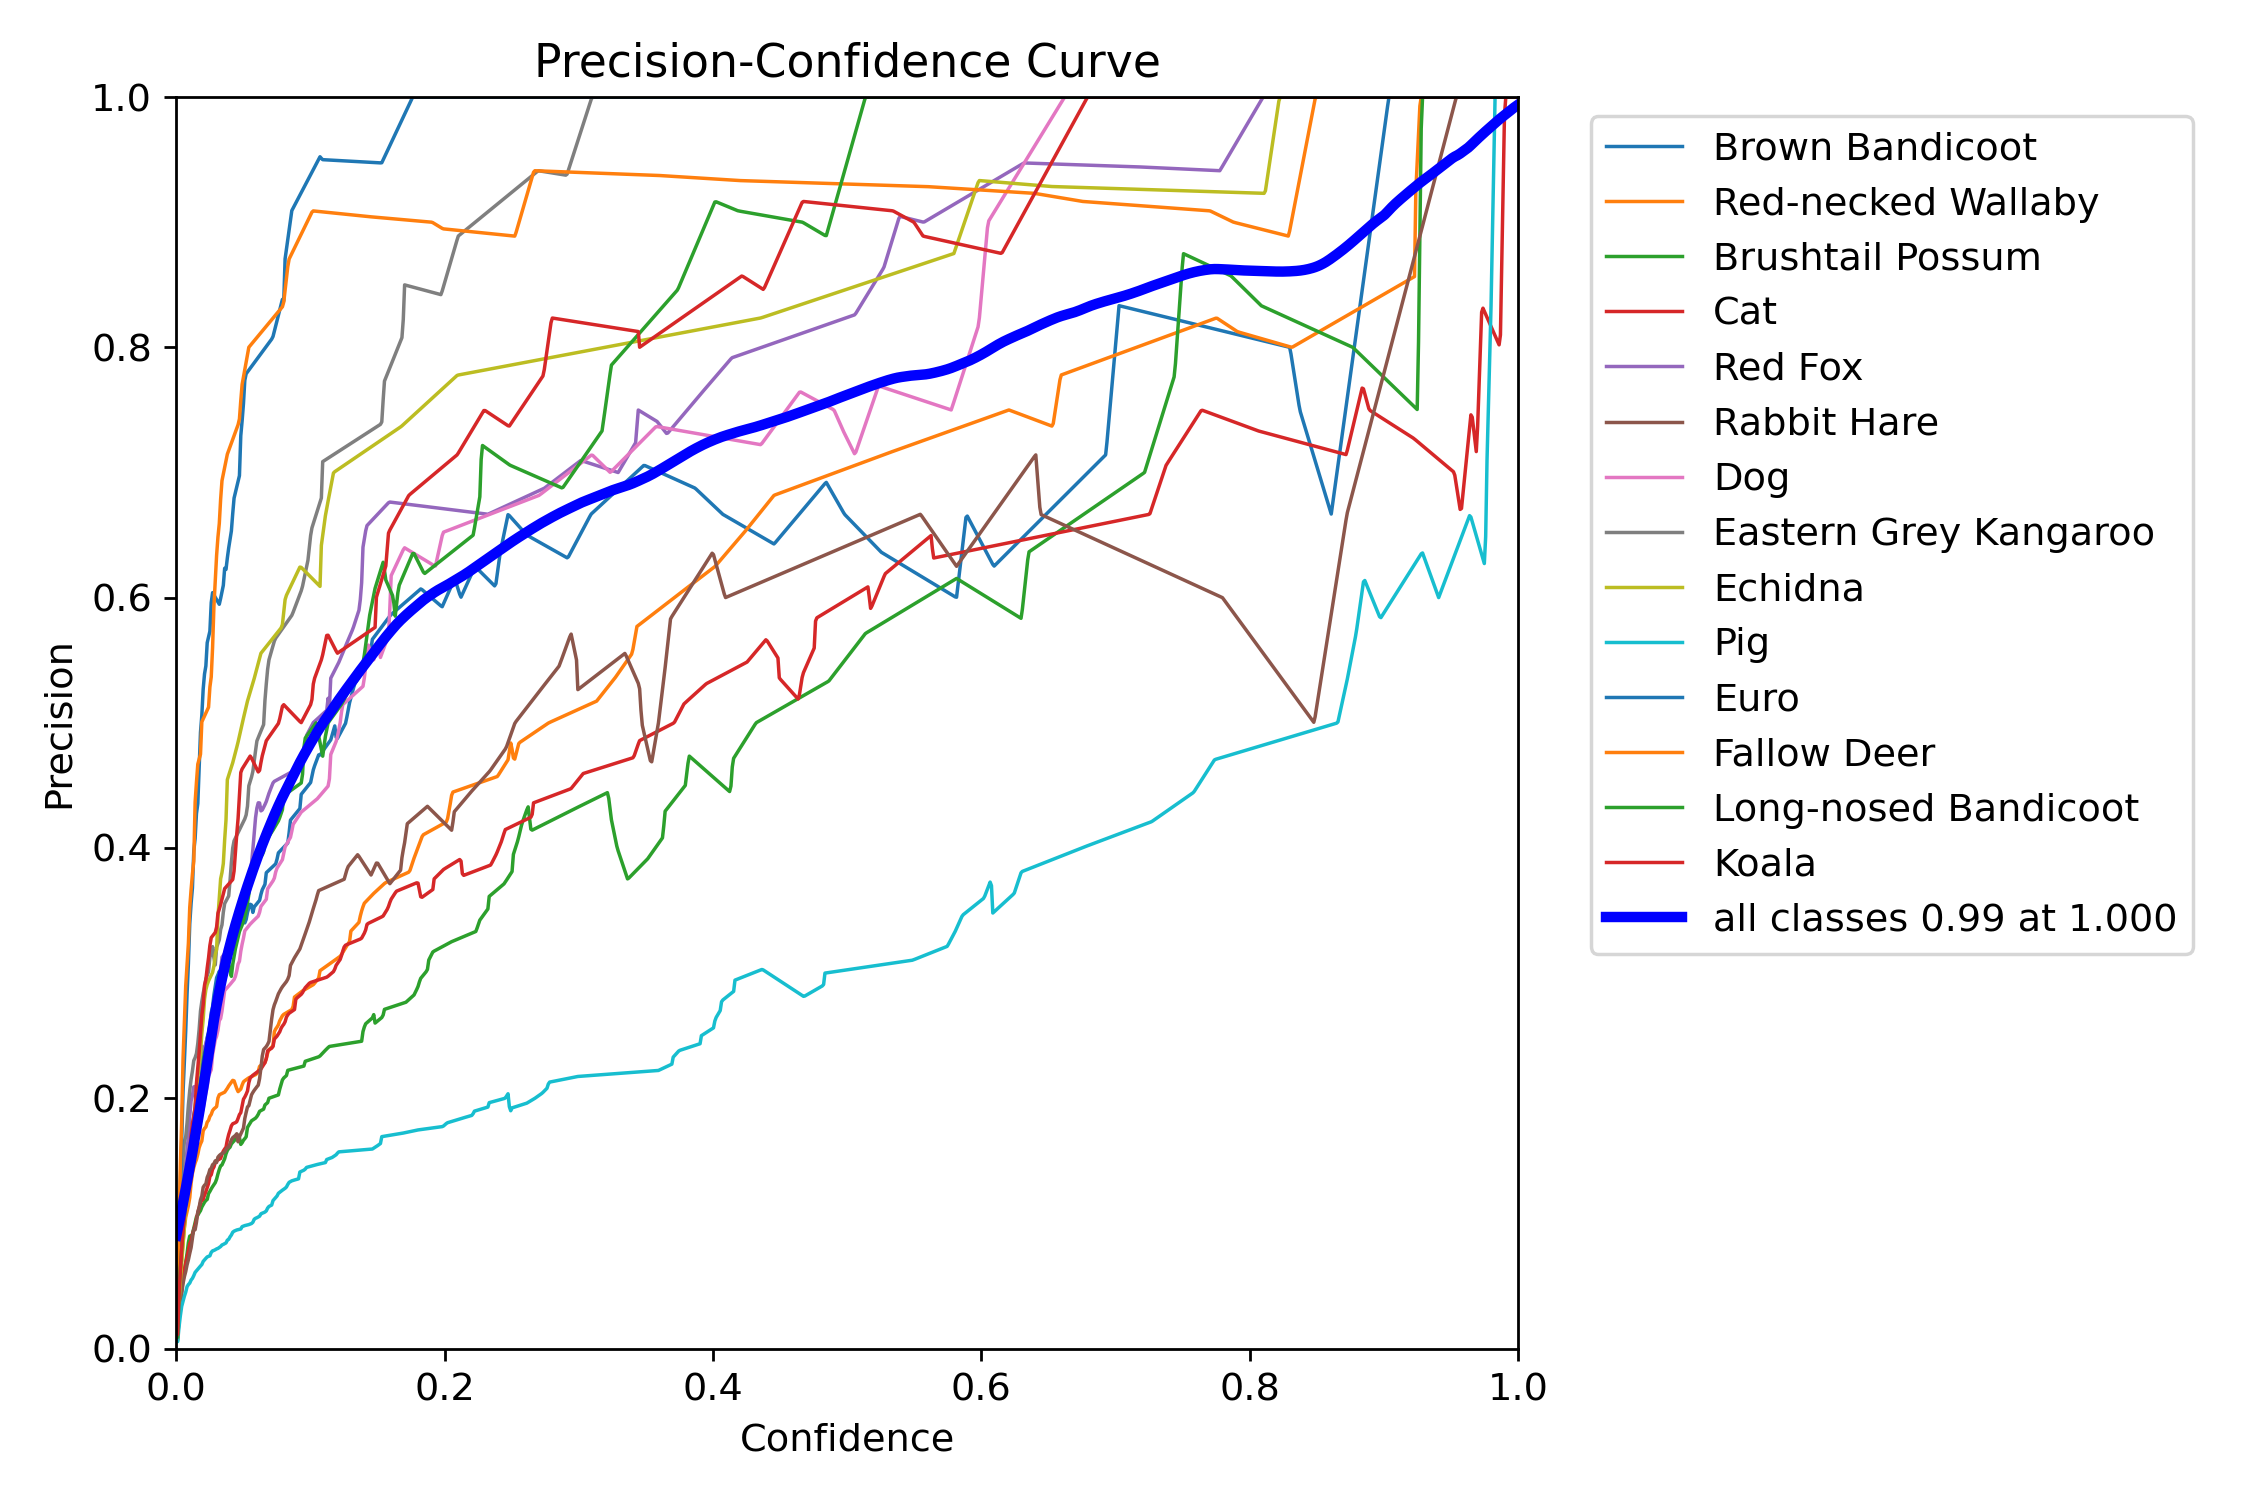 Precision-Confidence Curve
1.0
0.8
0.6
0.4
0.2
0.0
Precision
0.0 0.2 0.4 0.6 0.8 1.0
Confidence
Brown Bandicoot
Red-necked Wallaby
Brushtail Possum
Cat
Red Fox
Rabbit Hare
Dog
Eastern Grey Kangaroo
Echidna
Pig
Euro
Fallow Deer
Long-nosed Bandicoot
Koala
all classes 0.99 at 1.000